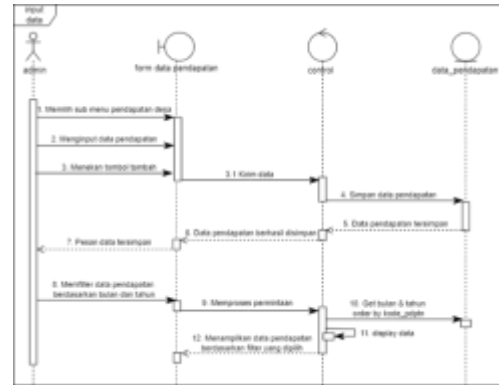 input
data
admin
form data pendapatan
control
data_pendapatan
1. Memilih sub menu pendapatan desa
2. Menginput data pendapatan
3. Menekan tombol tambah
3.1 Kirim data
4. Simpan data pendapatan
5. Data pendapatan tersimpan
6. Data pendapatan berhasil disimpan
7. Pesan data tersimpan
8. Memfilter data pendapatan
berdasarkan bulan dan tahun
9. Memproses permintaan
10. Get bulan & tahun
order by
11. display data
12. Menampilkan data pendapatan
berdasarkan filter yang dipilih